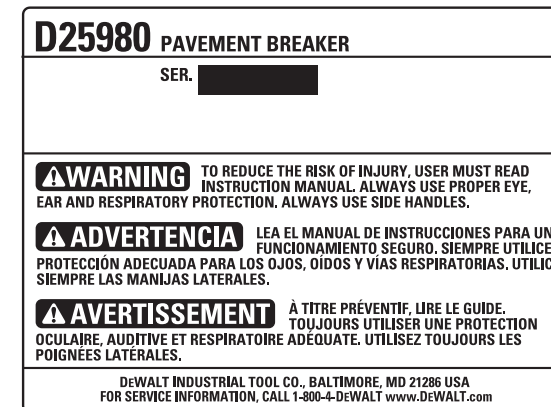 D25980 PAVEMENT BREAKER
SER.
WARNING TO REDUCE THE RISK OF INJURY, USER MUST READ
INSTRUCTION MANUAL. ALWAYS USE PROPER EYE,
EAR AND RESPIRATORY PROTECTION. ALWAYS USE SIDE HANDLES.
ADVERTENCIA LEA EL MANUAL DE INSTRUCCIONES PARA UN
FUNCIONAMIENTO SEGURO. SIEMPRE UTILICE
PROTECCIÓN ADECUADA PARA LOS OJOS, OÍDOS Y VÍAS RESPIRATORIAS. UTILIC
SIEMPRE LAS MANIJAS LATERALES.
AVERTISSEMENT À TITRE PRÉVENTIF, LIRE LE GUIDE.
TOUJOURS UTILISER UNE PROTECTION
OCULAIRE, AUDITIVE ET RESPIRATOIRE ADÉQUATE. UTILISEZ TOUJOURS LES
POIGNÉES LATÉRALES.
DEWALT INDUSTRIAL TOOL CO., BALTIMORE, MD 21286 USA
FOR SERVICE INFORMATION, CALL 1-800-4-DEWALT www.DEWALT.com